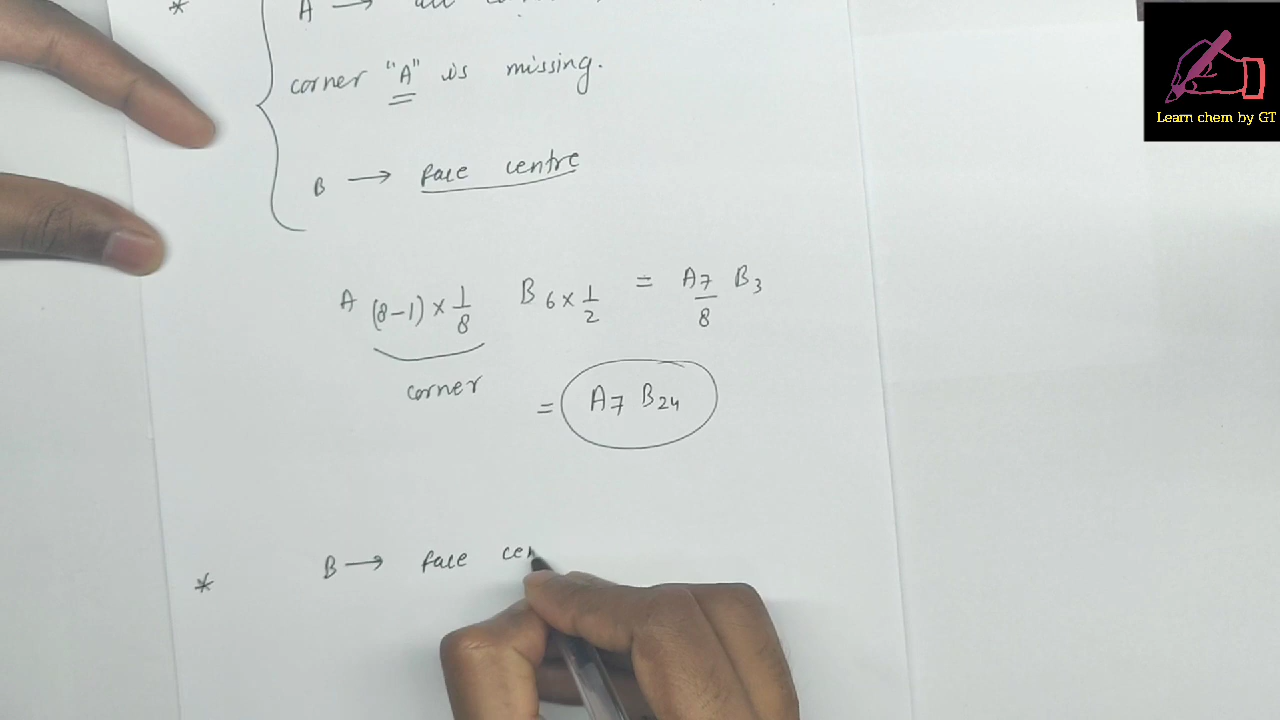 * A →
corner "A" is missing.
B → face centre
A (8-1) × 1/8 B 6 × 1/2 = A 7/8 B3
corner
= A7 B24
* B → face cen
Learn chem by GT